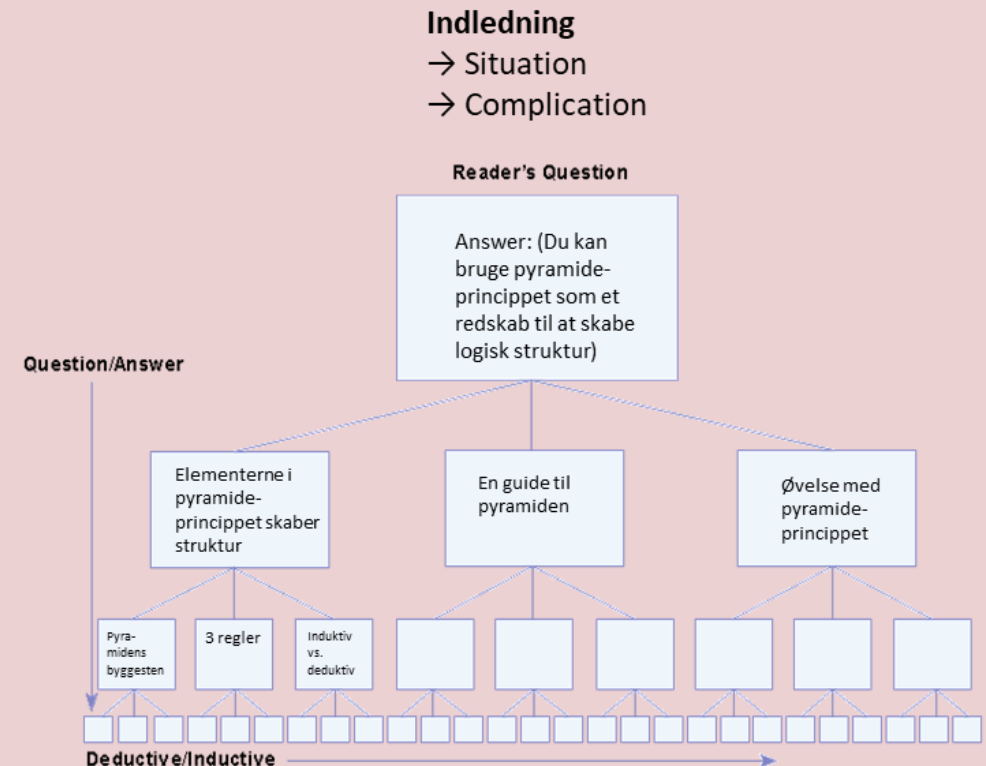 Indledning
→ Situation
→ Complication
Reader's Question
Answer: (Du kan
bruge pyramide-
princippet som et
redskab til at skabe
logisk struktur)
Question/Answer
Elementerne i
pyramide-
princippet skaber
struktur
En guide til
pyramiden
Øvelse med
pyramide-
princippet
Pyra-
midens
byggesten
3 regler
Induktiv
vs.
deduktiv
Deductive/Inductive